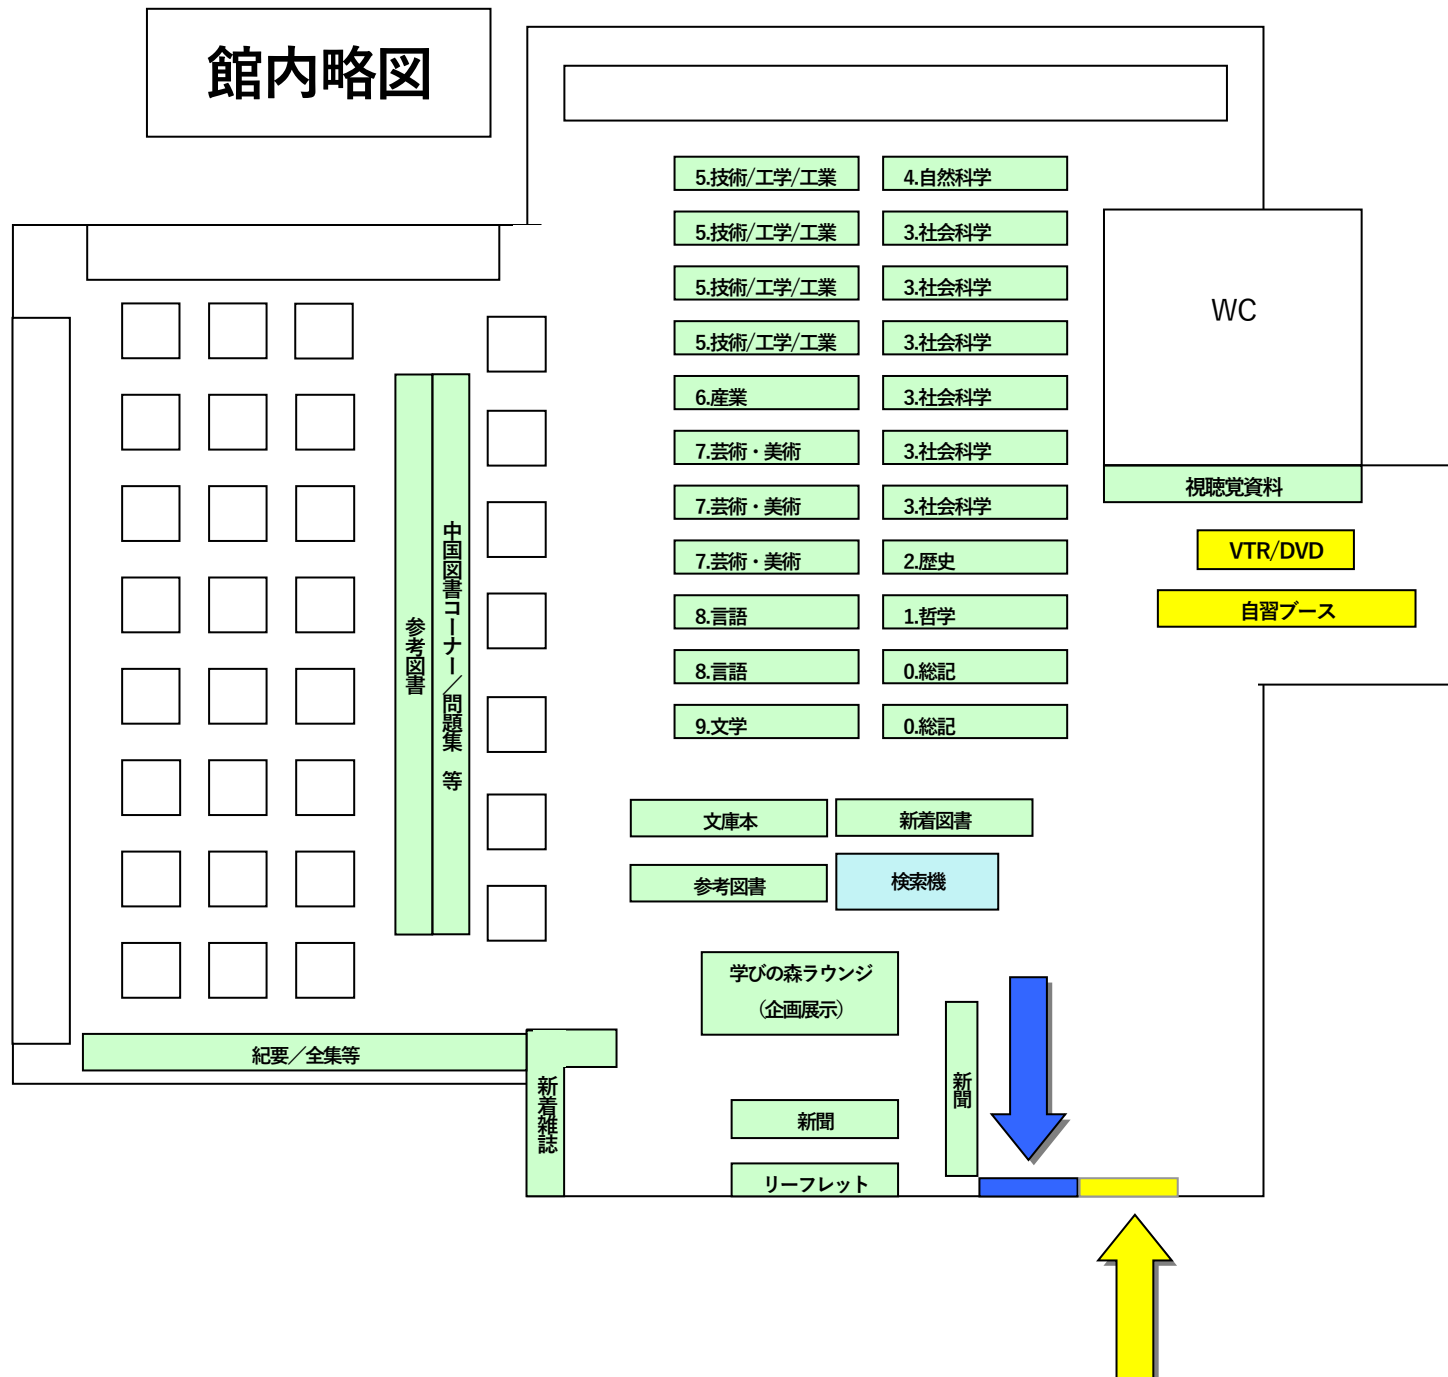 館内略図
5.技術/工学/工業
4.自然科学
5.技術/工学/工業
3.社会科学
5.技術/工学/工業
3.社会科学
5.技術/工学/工業
3.社会科学
6.産業
3.社会科学
7.芸術・美術
3.社会科学
7.芸術・美術
3.社会科学
7.芸術・美術
2.歴史
8.言語
1.哲学
8.言語
0.総記
9.文学
0.総記
WC
視聴覚資料
VTR/DVD
自習ブース
参考図書
中国図書コーナー／問題集　等
文庫本
新着図書
参考図書
検索機
学びの森ラウンジ
（企画展示）
紀要／全集等
新着雑誌
新聞
新聞
リーフレット